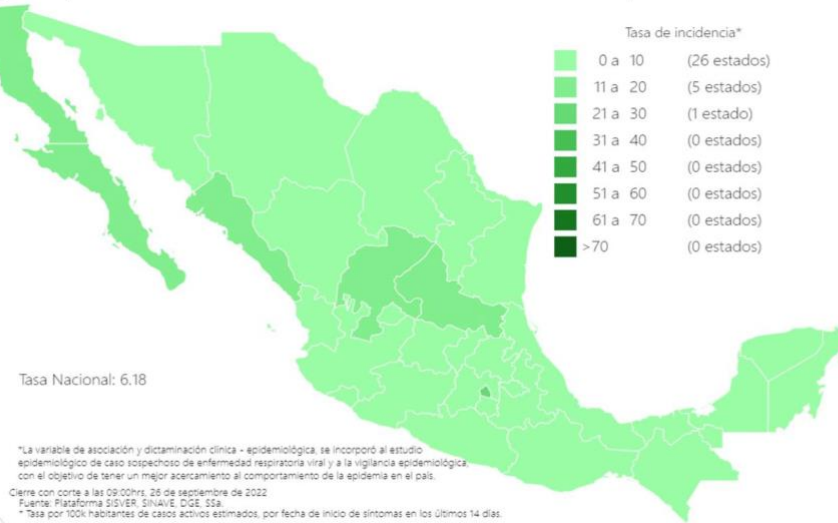 Tasa de incidencia*
0 a 10 (26 estados)
11 a 20 (5 estados)
21 a 30 (1 estado)
31 a 40 (0 estados)
41 a 50 (0 estados)
51 a 60 (0 estados)
61 a 70 (0 estados)
>70 (0 estados)
Tasa Nacional: 6.18
*La variable de asociación y dictaminación clínica - epidemiológica, se incorporó al estudio
epidemiológico de caso sospechoso de enfermedad respiratoria viral y a la vigilancia epidemiológica,
con el objetivo de tener un mejor acercamiento al comportamiento de la epidemia en el país.
Cierre con corte a las 09:00hrs, 26 de septiembre de 2022
Fuente: Plataforma SISVER, SINAVE, DGE, SSa.
* Tasa por 100k habitantes de casos activos estimados, por fecha de inicio de síntomas en los últimos 14 días.